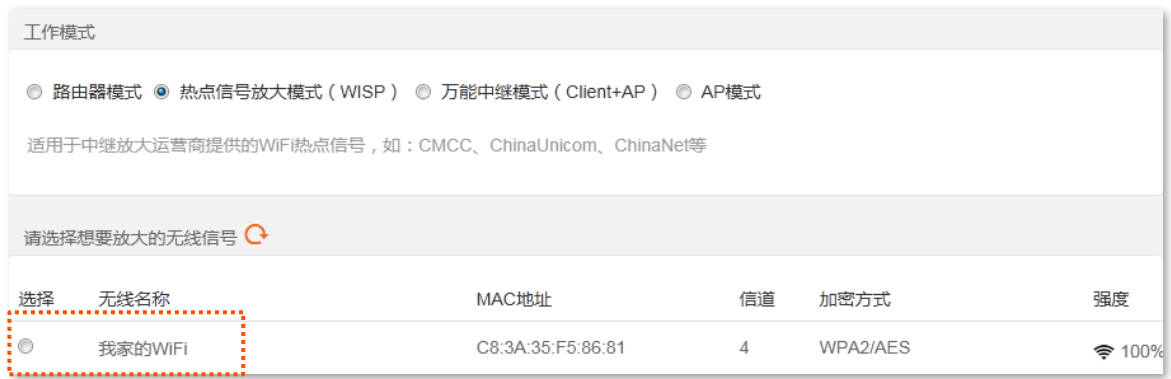 工作模式
路由器模式 热点信号放大模式（WISP） 万能中继模式（Client+AP） AP模式
适用于中继放大运营商提供的WiFi热点信号，如：CMCC、ChinaUnicom、ChinaNet等
请选择想要放大的无线信号
选择 无线名称 MAC地址 信道 加密方式 强度
我家的WiFi C8:3A:35:F5:86:81 4 WPA2/AES 100%